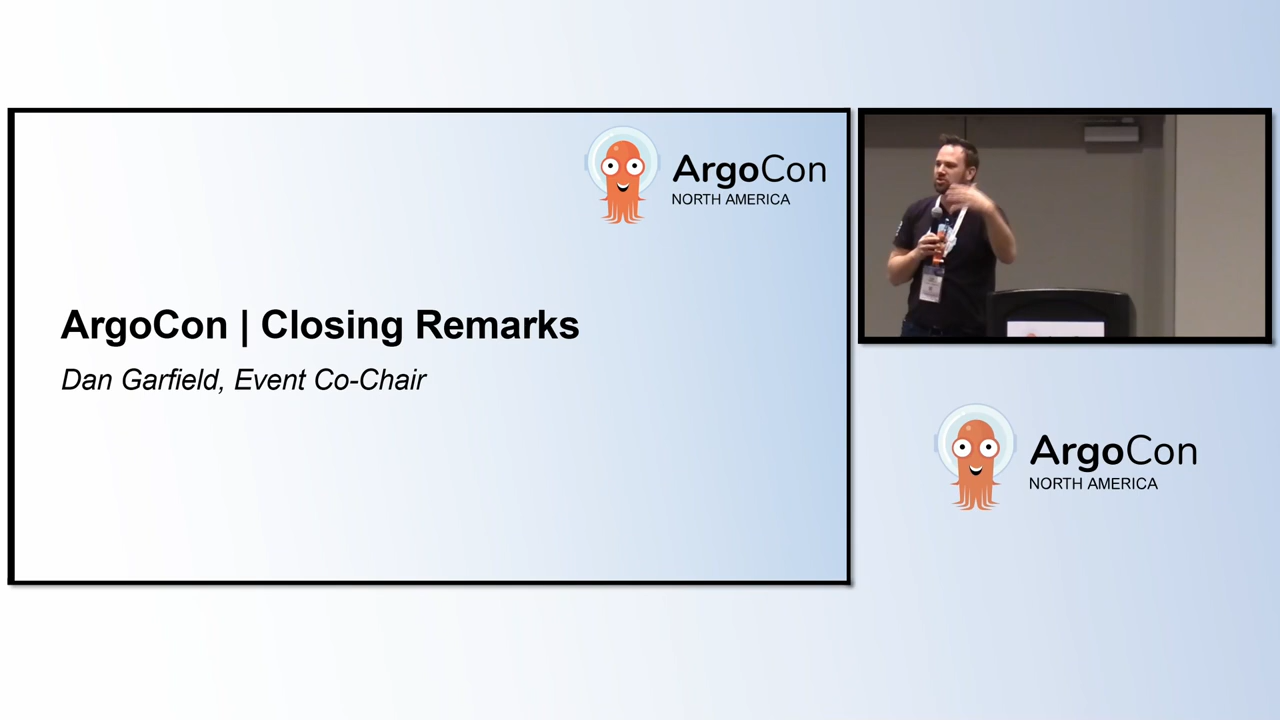 ArgoCon
NORTH AMERICA
ArgoCon | Closing Remarks
Dan Garfield, Event Co-Chair
ArgoCon
NORTH AMERICA